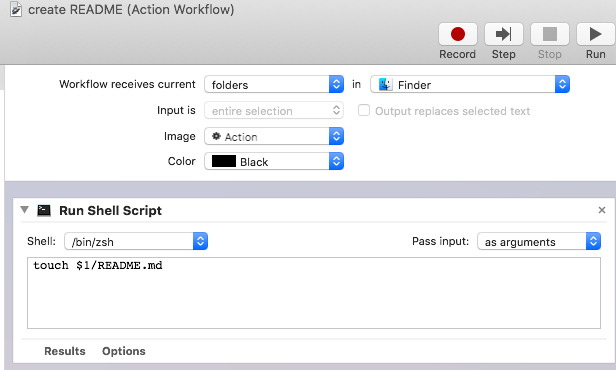 create README (Action Workflow)
Record Step Stop Run
Workflow receives current folders in Finder
Input is entire selection Output replaces selected text
Image Action
Color Black
Run Shell Script ×
Shell: /bin/zsh Pass input: as arguments
touch $1/README.md
Results Options